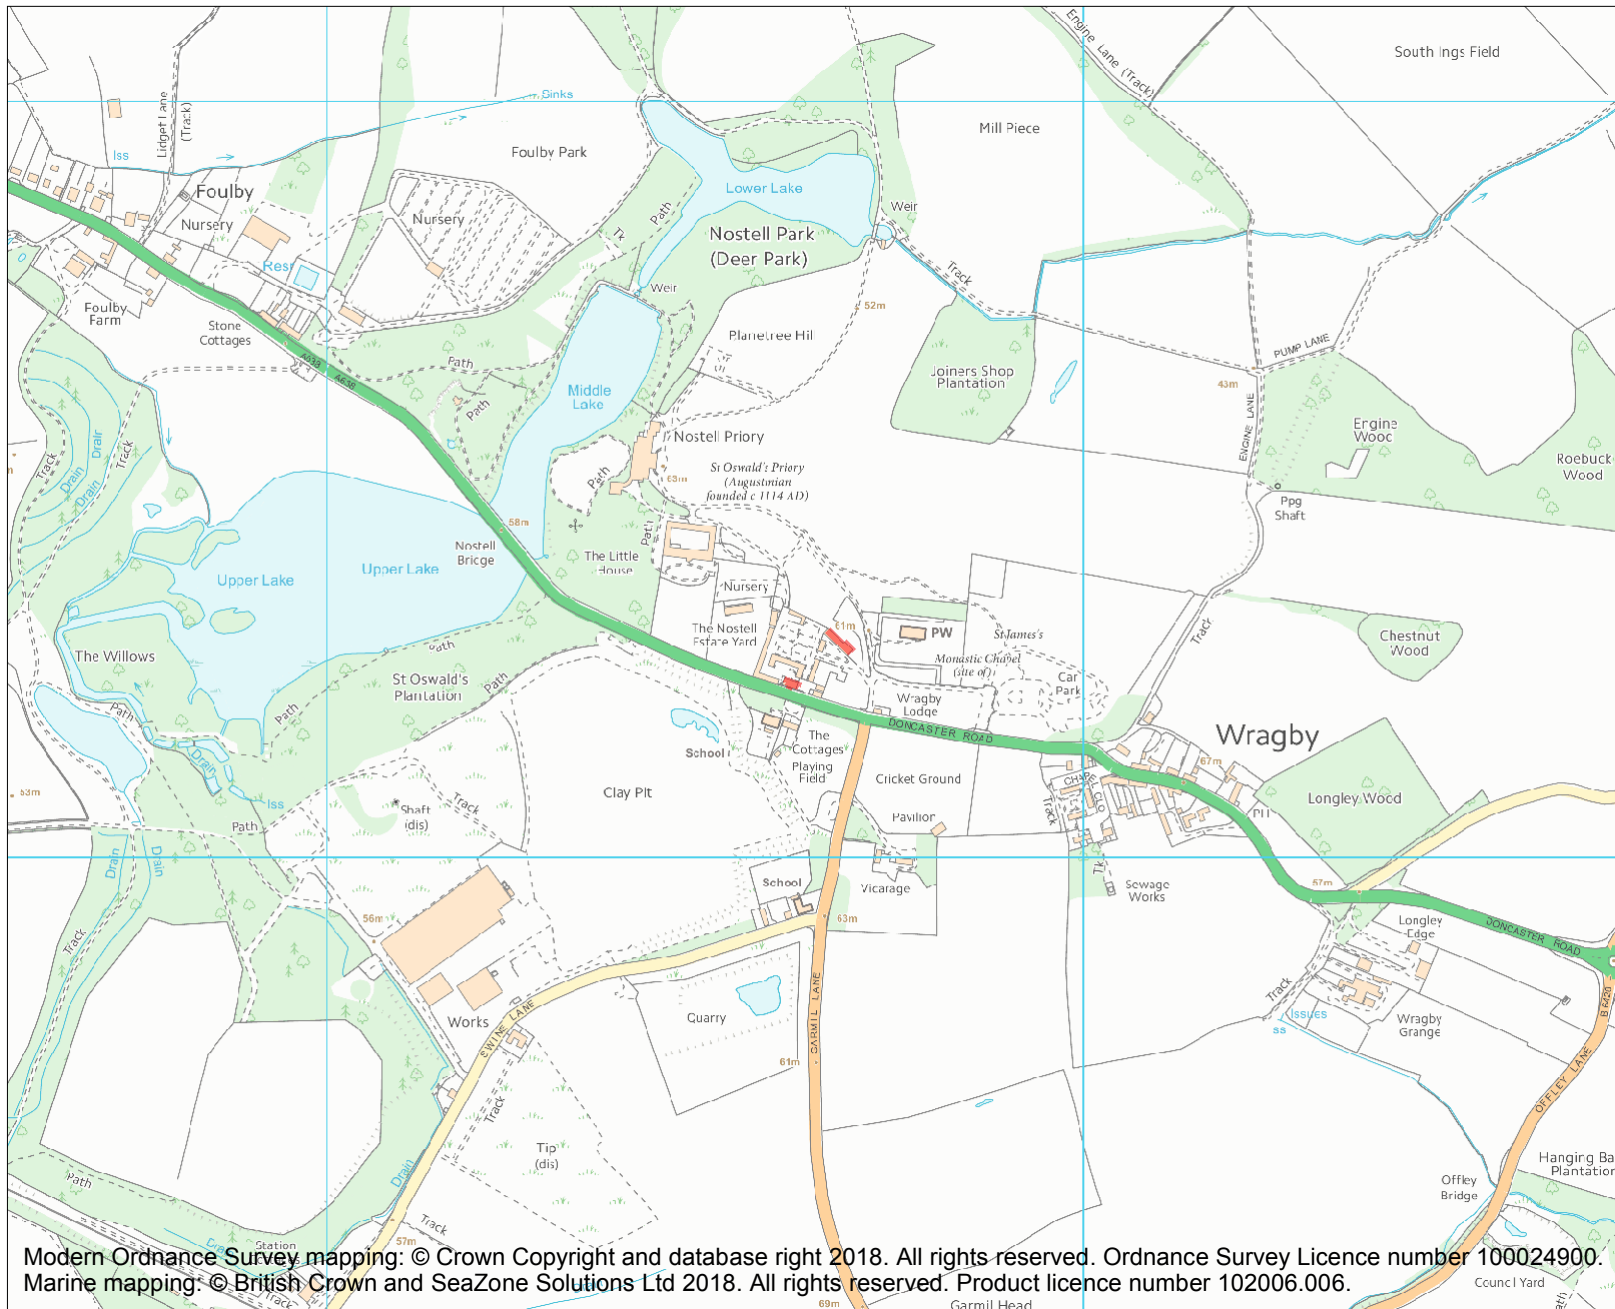 South Ings Field
Engine Lane (Track)
Sinks
Lidget Lane
(Track)
Mill Piece
Iss
Foulby Park
Foulby
Lower Lake
Nursery
Nursery
Path
Weir
Nostell Park
(Deer Park)
Tk
Resr
Track
Weir
52m
Foulby
Farm
Stone
Cottages
Planetree Hill
PUMP LANE
A638
A638
Path
Joiners Shop
Plantation
43m
Middle
Lake
Path
ENGINE LANE
Engine
Wood
Nostell Priory
Track
Drain
Track
Drain
Drain
Path
St Oswald's Priory
(Augustinian
founded c 1114 AD)
63m
Roebuck
Wood
Ppg
Shaft
58m
Path
Nostell
Bridge
The Little
House
Upper Lake
Upper Lake
Nursery
The Nostell
Estate Yard
61m
PW
St James's
Monastic Chapel
(site of)
Track
Chestnut
Wood
The Willows
Path
St Oswald's
Plantation
Path
Path
Path
Car
Park
Wragby
Lodge
DONCASTER ROAD
Wragby
School
The
Cottages
Playing
Field
Drain
67m
Cricket Ground
CHAPEL CLO
Track
53m
Iss
Clay Pit
Longley Wood
Shaft
(dis)
Track
Pavilion
PH
Path
Drain
Drain
Tk
School
Vicarage
Sewage
Works
57m
56m
63m
Longley
Edge
DONCASTER ROAD
Track
GARMIL LANE
Track
B6420
Works
SWINE LANE
Quarry
Issues
ss
Wragby
Grange
61m
OFFLEY LANE
Track
Tip
(dis)
Drain
Path
Hanging Ba
Plantation
Offley
Bridge
Track
57m
Station
Modern Ordnance Survey mapping: © Crown Copyright and database right 2018. All rights reserved. Ordnance Survey Licence number 100024900.
Marine mapping: © British Crown and SeaZone Solutions Ltd 2018. All rights reserved. Product licence number 102006.006.
Track
Council Yard
69m
Garmil Head